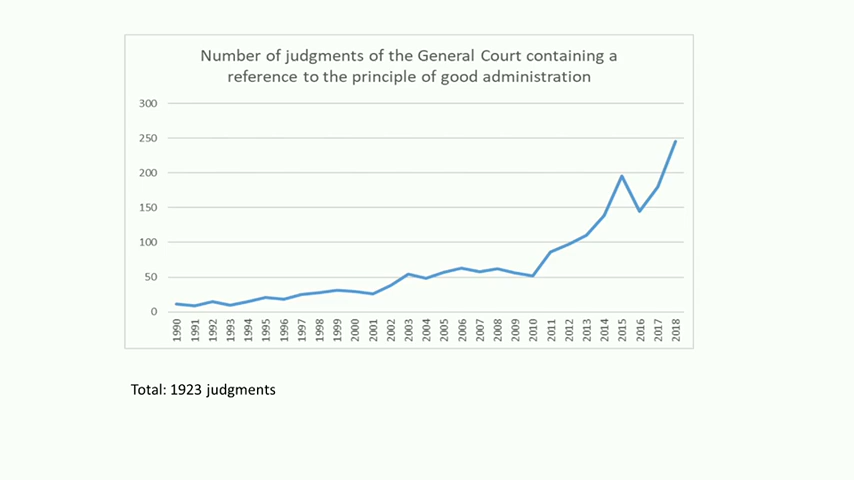 Number of judgments of the General Court containing a
reference to the principle of good administration
300
250
200
150
100
50
0
1990 1991 1992 1993 1994 1995 1996 1997 1998 1999 2000 2001 2002 2003 2004 2005 2006 2007 2008 2009 2010 2011 2012 2013 2014 2015 2016 2017 2018
Total: 1923 judgments